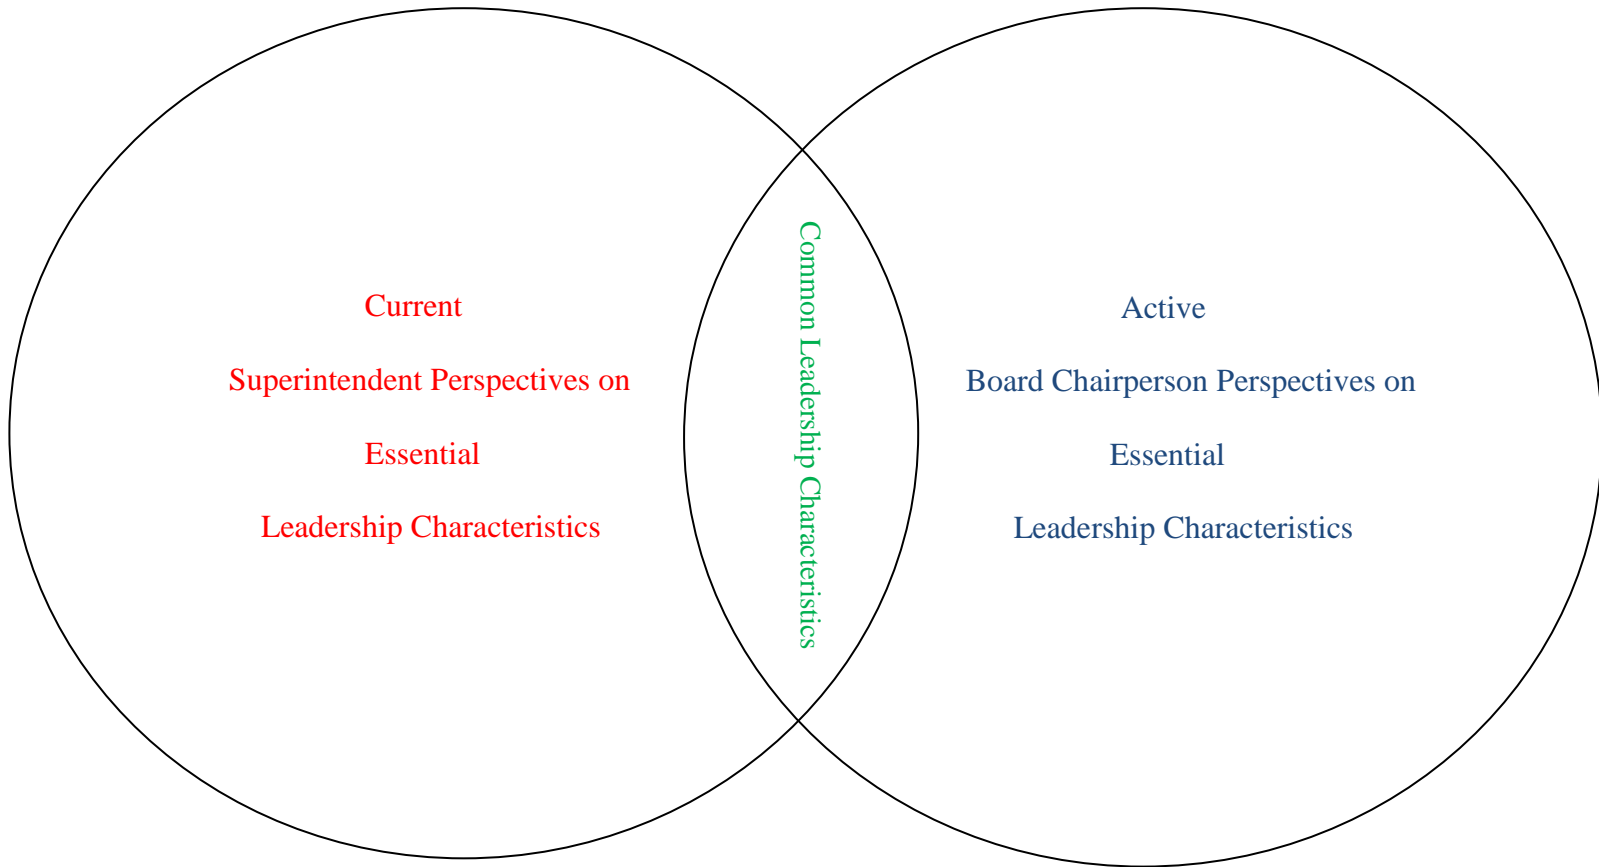 Current
Superintendent Perspectives on
Essential
Leadership Characteristics
Common Leadership Characteristics
Active
Board Chairperson Perspectives on
Essential
Leadership Characteristics